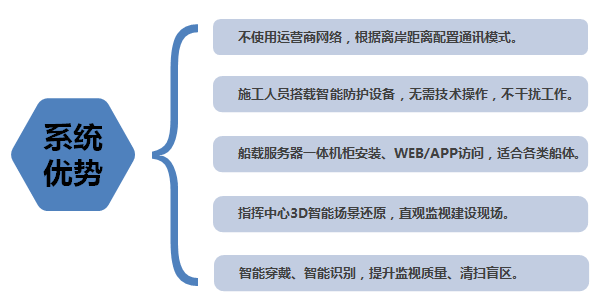 系统
优势
不使用运营商网络，根据离岸距离配置通讯模式。
施工人员搭载智能防护设备，无需技术操作，不干扰工作。
船载服务器一体机柜安装、WEB/APP访问，适合各类船体。
指挥中心3D智能场景还原，直观监视建设现场。
智能穿戴、智能识别，提升监视质量、清扫盲区。